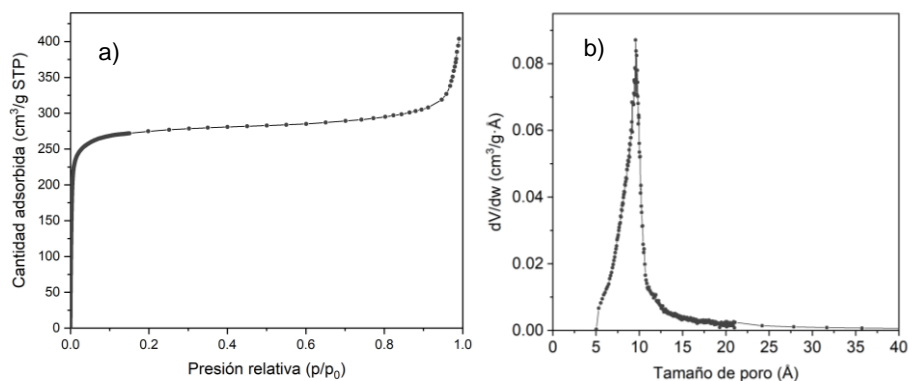 a)
Cantidad adsorbida (cm³/g STP)
400
350
300
250
200
150
100
50
0
0.0 0.2 0.4 0.6 0.8 1.0
Presión relativa (p/p₀)
b)
dV/dw (cm³/g·Å)
0.08
0.06
0.04
0.02
0.00
0 5 10 15 20 25 30 35 40
Tamaño de poro (Å)